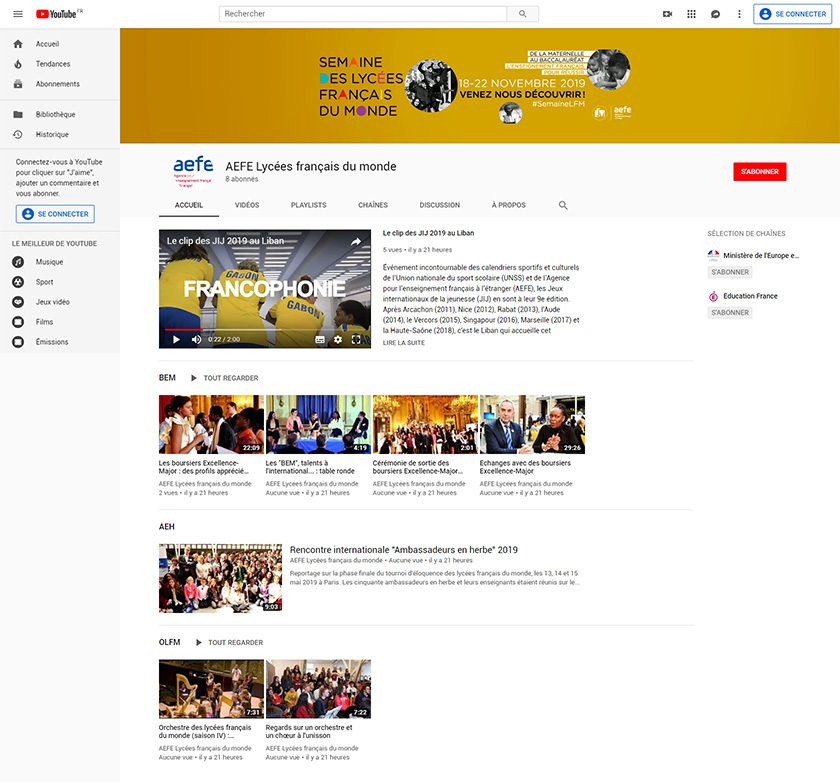 YouTube FR
Rechercher
SE CONNECTER
Accueil
Tendances
Abonnements
Bibliothèque
Historique
Connectez-vous à YouTube
pour cliquer sur "J'aime",
ajouter un commentaire et
vous abonner.
SE CONNECTER
LE MEILLEUR DE YOUTUBE
Musique
Sport
Jeux vidéo
Films
Émissions
SEMAINE
DES LYCÉES
FRANÇAIS
DU MONDE
DE LA MATERNELLE
AU BACCALAURÉAT
L'ENSEIGNEMENT FRANÇAIS
POUR RÉUSSIR
18-22 NOVEMBRE 2019
VENEZ NOUS DÉCOUVRIR!
#SemaineLFM
aefe
aefe
Agence pour
l'enseignement français
à l'étranger
AEFE Lycées français du monde
8 abonnés
S'ABONNER
ACCUEIL
VIDÉOS
PLAYLISTS
CHAÎNES
DISCUSSION
À PROPOS
Le clip des JIJ 2019 au Liban
GABON
GABON
GABON
FRANCOPHONIE
0:22 / 2:00
Le clip des JIJ 2019 au Liban
5 vues • il y a 21 heures
Événement incontournable des calendriers sportifs et culturels
de l'Union nationale du sport scolaire (UNSS) et de l'Agence
pour l'enseignement français à l'étranger (AEFE), les Jeux
internationaux de la jeunesse (JIJ) en sont à leur 9e édition.
Après Arcachon (2011), Nice (2012), Rabat (2013), l'Aude
(2014), le Vercors (2015), Singapour (2016), Marseille (2017) et
la Haute-Saône (2018), c'est le Liban qui accueille cet
LIRE LA SUITE
SÉLECTION DE CHAÎNES
Ministère de l'Europe e...
S'ABONNER
Education France
S'ABONNER
BEM
TOUT REGARDER
22:09
Les boursiers Excellence-
Major : des profils apprécié...
AEFE Lycées français du monde
2 vues • il y a 21 heures
4:19
Les "BEM", talents à
l'international... : table ronde
AEFE Lycées français du monde
Aucune vue • il y a 21 heures
2:01
Cérémonie de sortie des
boursiers Excellence-Major...
AEFE Lycées français du monde
Aucune vue • il y a 21 heures
29:26
Echanges avec des boursiers
Excellence-Major
AEFE Lycées français du monde
Aucune vue • il y a 21 heures
AEH
9:03
Rencontre internationale "Ambassadeurs en herbe" 2019
AEFE Lycées français du monde • Aucune vue • il y a 21 heures
Reportage sur la phase finale du tournoi d'éloquence des lycées français du monde, les 13, 14 et 15
mai 2019 à Paris. Les cinquante ambassadeurs en herbe et leurs enseignants étaient réunis sur le...
OLFM
TOUT REGARDER
7:31
Orchestre des lycées français
du monde (saison IV) :...
AEFE Lycées français du monde
Aucune vue • il y a 21 heures
7:22
Regards sur un orchestre et
un chœur à l'unisson
AEFE Lycées français du monde
Aucune vue • il y a 21 heures